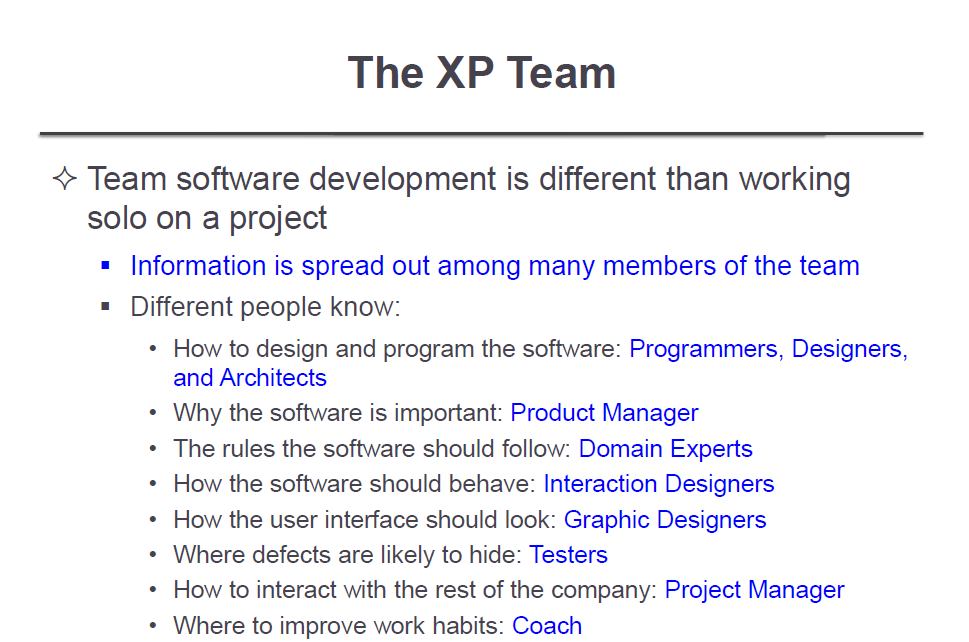 The XP Team
Team software development is different than working
solo on a project
Information is spread out among many members of the team
Different people know:
How to design and program the software: Programmers, Designers,
and Architects
Why the software is important: Product Manager
The rules the software should follow: Domain Experts
How the software should behave: Interaction Designers
How the user interface should look: Graphic Designers
Where defects are likely to hide: Testers
How to interact with the rest of the company: Project Manager
Where to improve work habits: Coach